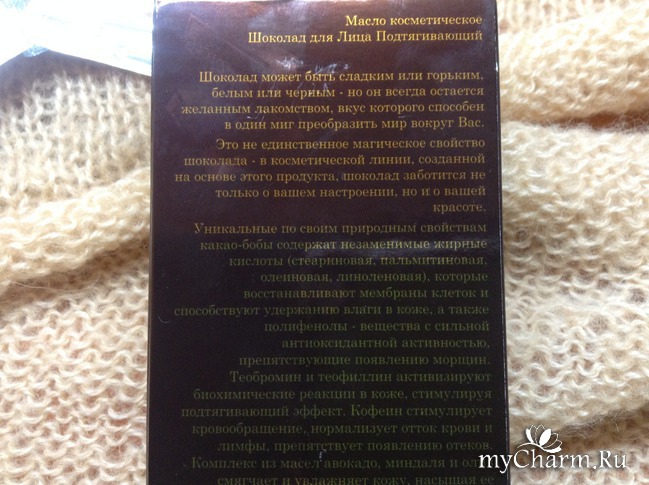 Масло косметическое
Шоколад для Лица Подтягивающий
Шоколад может быть сладким или горьким,
белым или черным - но он всегда остается
желанным лакомством, вкус которого способен
в один миг преобразить мир вокруг Вас.
Это не единственное магическое свойство
шоколада - в косметической линии, созданной
на основе этого продукта, шоколад заботится не
только о вашем настроении, но и о вашей
красоте.
Уникальные по своим природным свойствам
какао-бобы содержат незаменимые жирные
кислоты (стеариновая, пальмитиновая,
олеиновая, линоленовая), которые
восстанавливают мембраны клеток и
способствуют удержанию влаги в коже, а также
полифенолы - вещества с сильной
антиоксидантной активностью,
препятствующие появлению морщин.
Теобромин и теофиллин активизируют
биохимические реакции в коже, стимулируя
подтягивающий эффект. Кофеин стимулирует
кровообращение, нормализует отток крови и
лимфы, препятствует появлению отеков.
Комплекс из масел авокадо, миндаля и
смягчает и увлажняет кожу, насыщая ее
myCharm.Ru